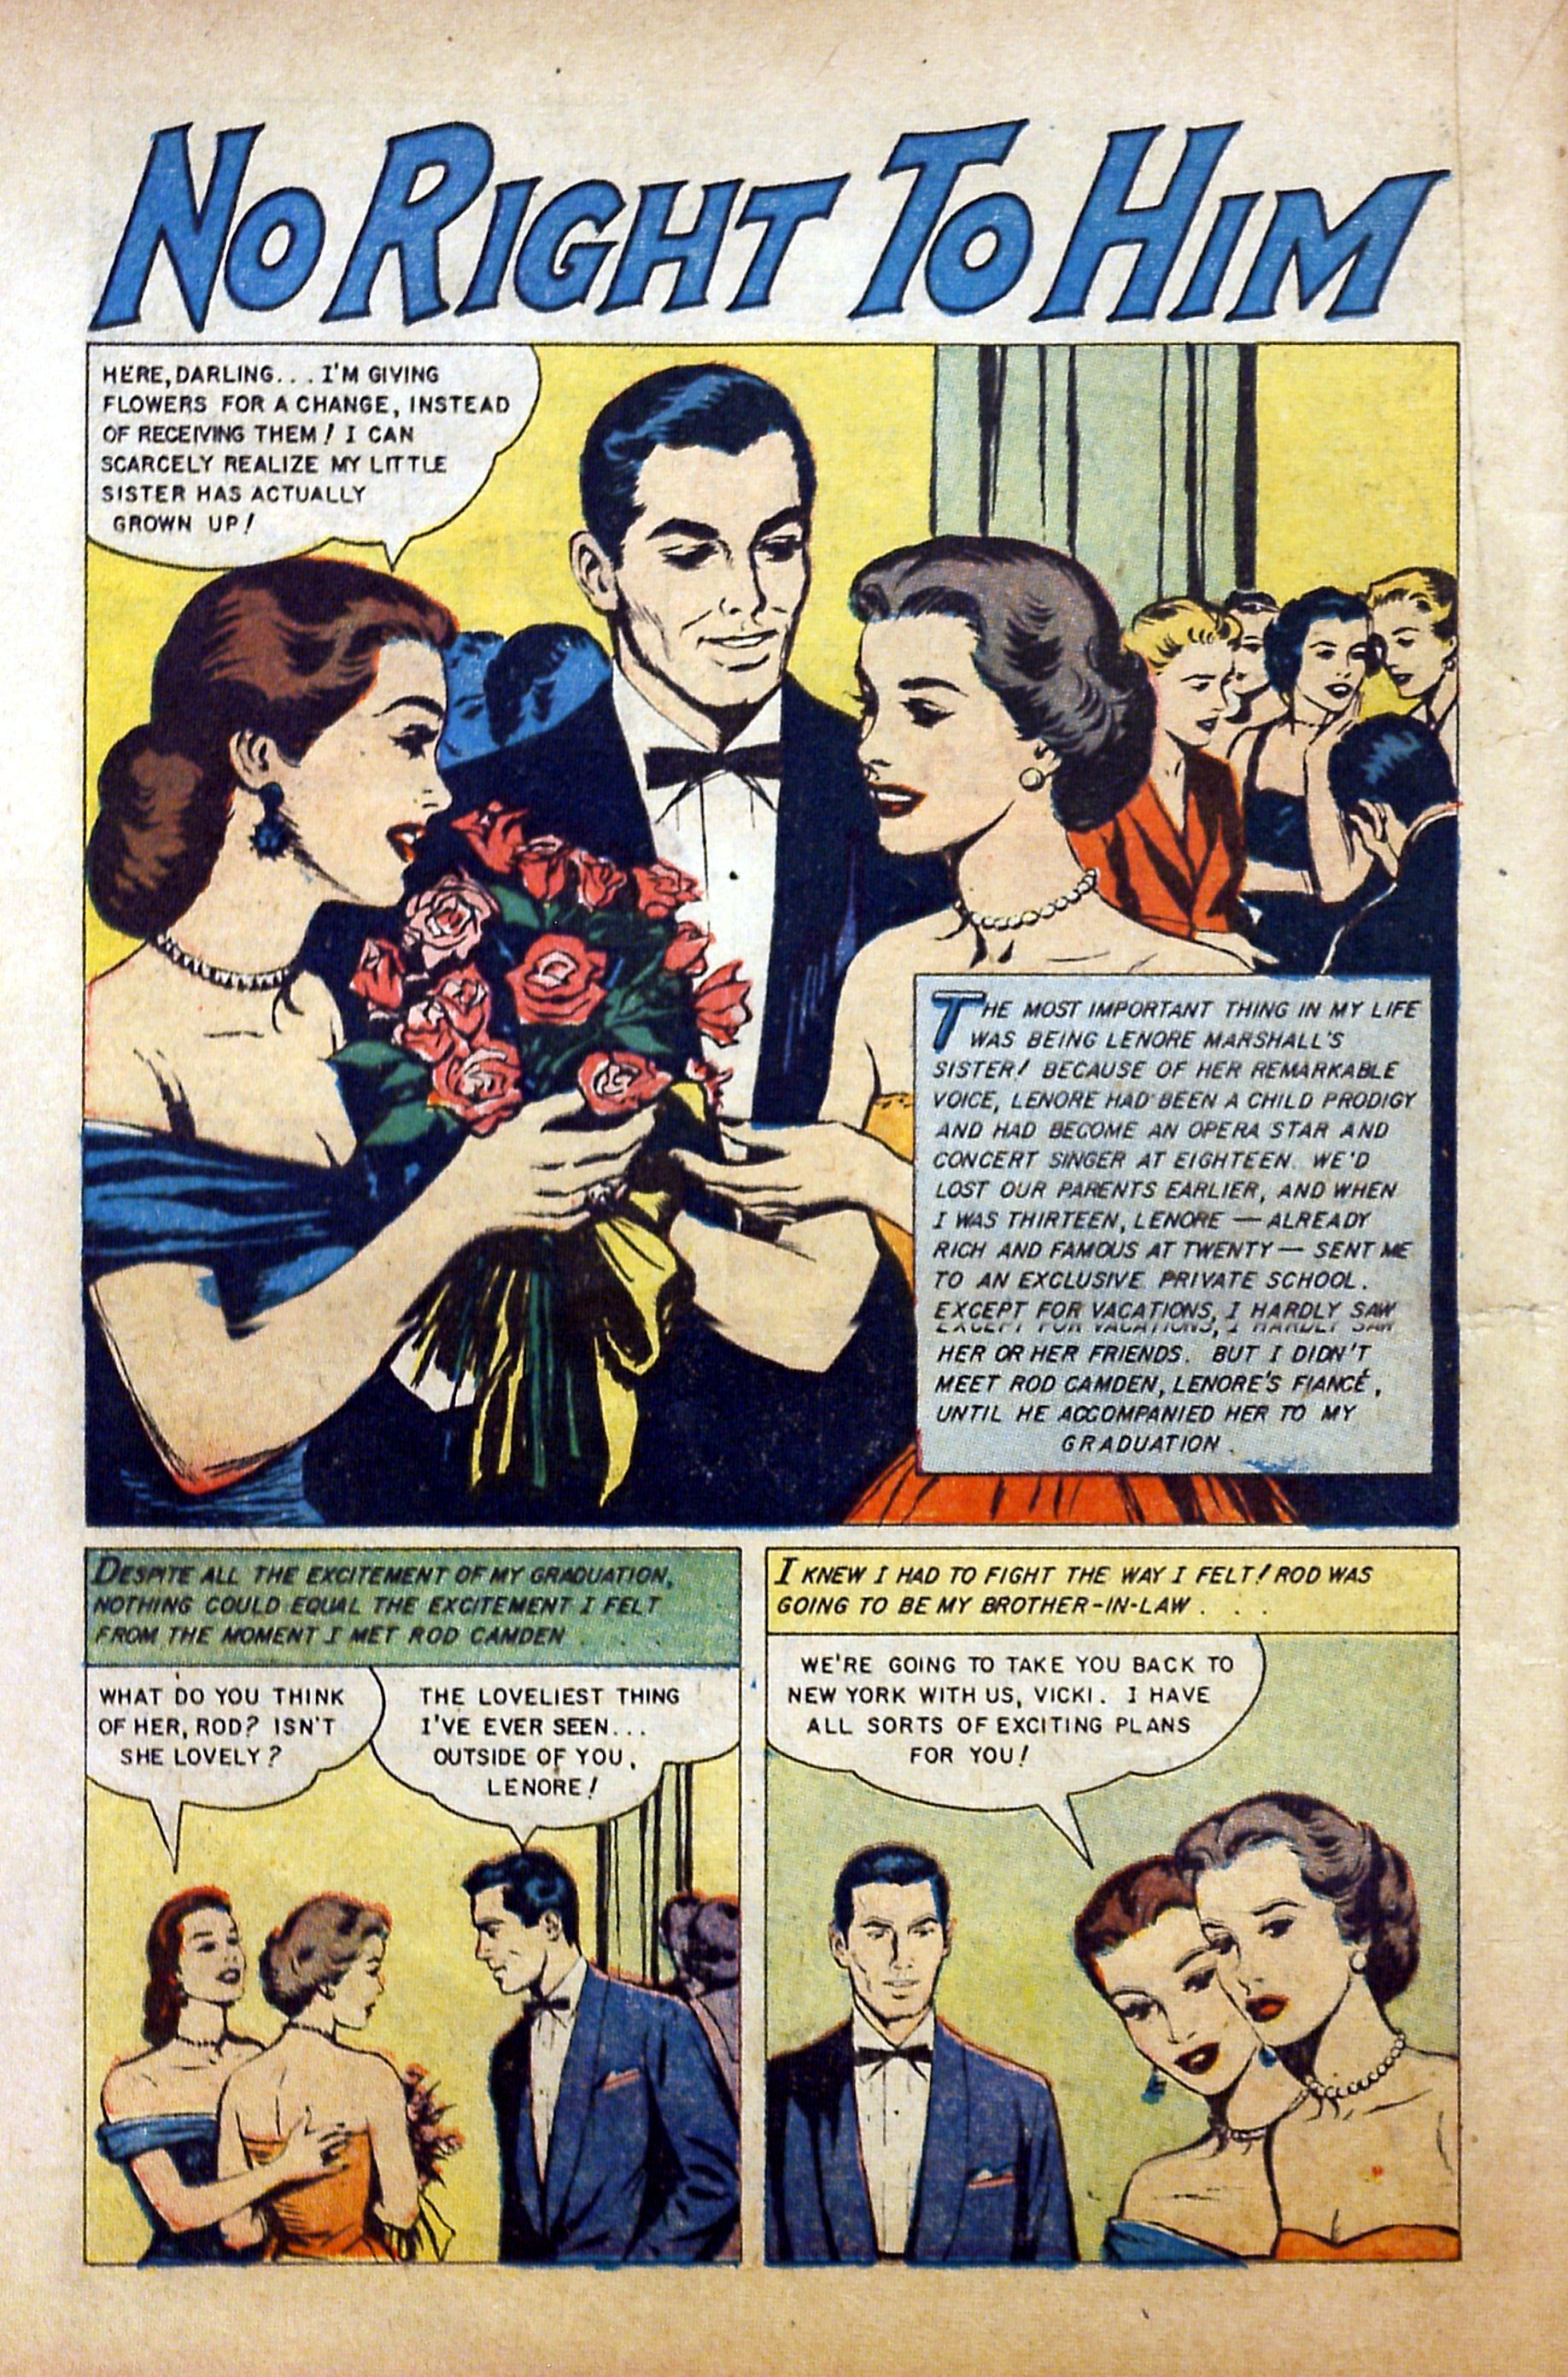 NO RIGHT TO HIM
HERE, DARLING... I'M GIVING
FLOWERS FOR A CHANGE, INSTEAD
OF RECEIVING THEM! I CAN
SCARCELY REALIZE MY LITTLE
SISTER HAS ACTUALLY
GROWN UP!
THE MOST IMPORTANT THING IN MY LIFE
WAS BEING LENORE MARSHALL'S
SISTER! BECAUSE OF HER REMARKABLE
VOICE, LENORE HAD BEEN A CHILD PRODIGY
AND HAD BECOME AN OPERA STAR AND
CONCERT SINGER AT EIGHTEEN. WE'D
LOST OUR PARENTS EARLIER, AND WHEN
I WAS THIRTEEN, LENORE — ALREADY
RICH AND FAMOUS AT TWENTY — SENT ME
TO AN EXCLUSIVE PRIVATE SCHOOL.
EXCEPT FOR VACATIONS, I HARDLY SAW
EXCEPT FOR VACATIONS, I HARDLY SAW
HER OR HER FRIENDS. BUT I DIDN'T
MEET ROD CAMDEN, LENORE'S FIANCÉ,
UNTIL HE ACCOMPANIED HER TO MY
GRADUATION.
DESPITE ALL THE EXCITEMENT OF MY GRADUATION,
NOTHING COULD EQUAL THE EXCITEMENT I FELT
FROM THE MOMENT I MET ROD CAMDEN . . . .
WHAT DO YOU THINK
OF HER, ROD? ISN'T
SHE LOVELY?
THE LOVELIEST THING
I'VE EVER SEEN...
OUTSIDE OF YOU,
LENORE!
I KNEW I HAD TO FIGHT THE WAY I FELT! ROD WAS
GOING TO BE MY BROTHER-IN-LAW . . .
WE'RE GOING TO TAKE YOU BACK TO
NEW YORK WITH US, VICKI. I HAVE
ALL SORTS OF EXCITING PLANS
FOR YOU!